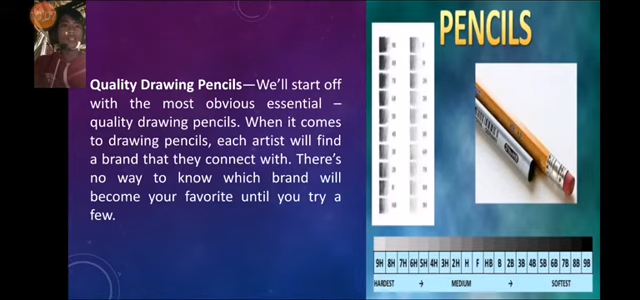 PENCILS
Quality Drawing Pencils—We'll start off
with the most obvious essential –
quality drawing pencils. When it comes
to drawing pencils, each artist will find
a brand that they connect with. There's
no way to know which brand will
become your favorite until you try a
few.
9H 8H 7H 6H 5H 4H 3H 2H H F HB B 2B 3B 4B 5B 6B 7B 8B 9B
HARDEST → MEDIUM → SOFTEST